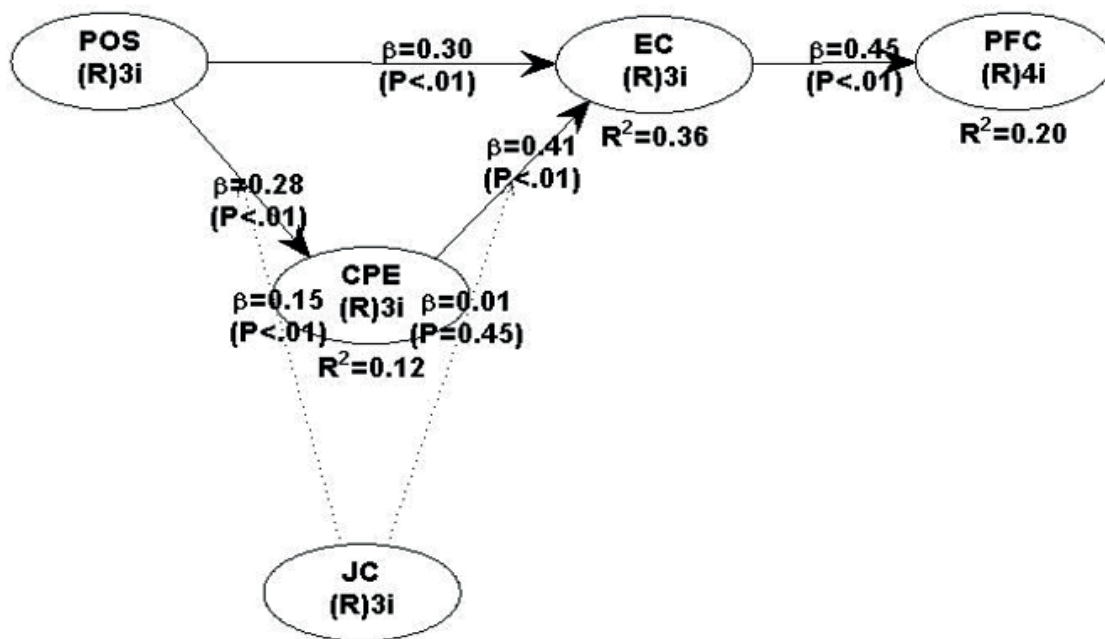 POS
(R)3i
β=0.30
(P<.01)
EC
(R)3i
R²=0.36
β=0.45
(P<.01)
PFC
(R)4i
R²=0.20
β=0.28
(P<.01)
β=0.41
(P<.01)
CPE
(R)3i
R²=0.12
β=0.15
(P<.01)
β=0.01
(P=0.45)
JC
(R)3i